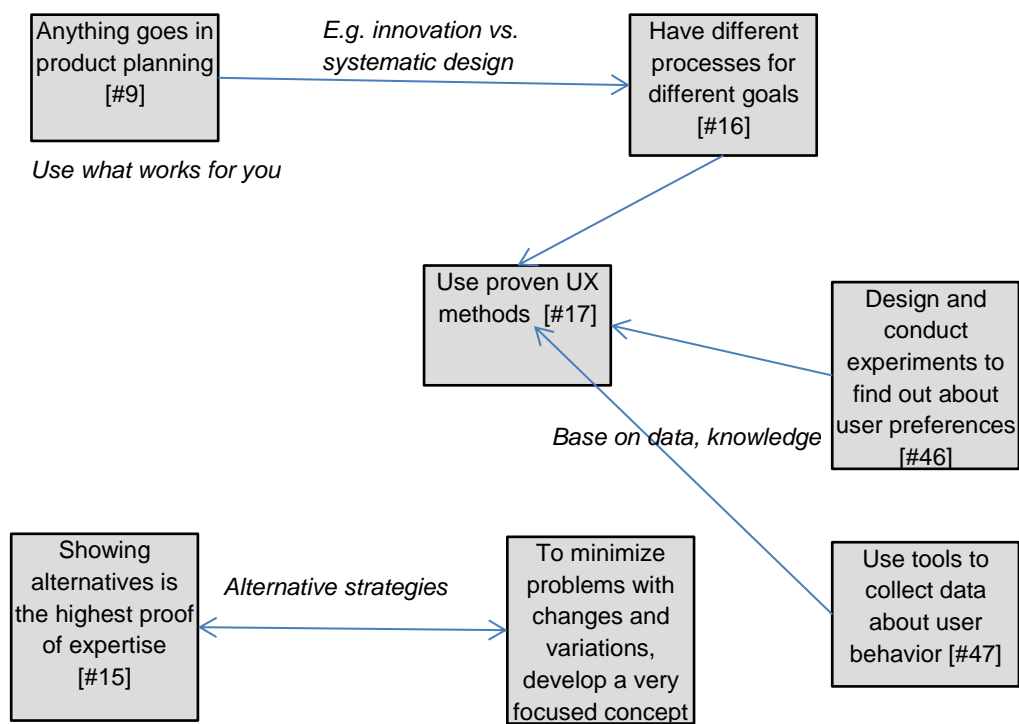 Anything goes in
product planning
[#9]
E.g. innovation vs.
systematic design
Have different
processes for
different goals
[#16]
Use what works for you
Use proven UX
methods  [#17]
Design and
conduct
experiments to
find out about
user preferences
[#46]
Base on data, knowledge
Showing
alternatives is
the highest proof
of expertise
[#15]
Alternative strategies
To minimize
problems with
changes and
variations,
develop a very
focused concept
Use tools to
collect data
about user
behavior [#47]